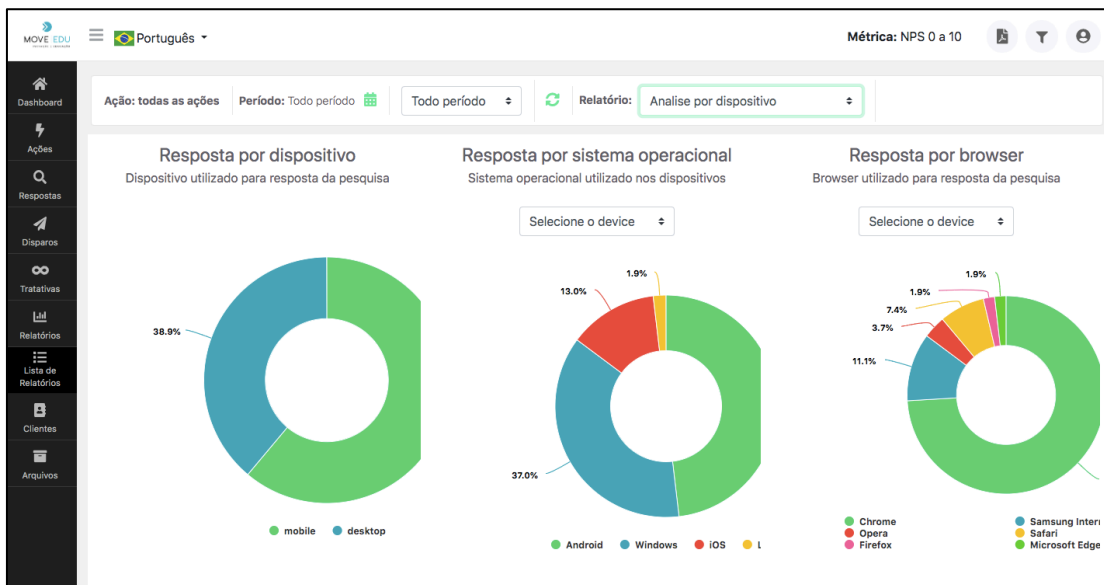 MOVE EDU
Português
Métrica: NPS 0 a 10
Dashboard
Ações
Respostas
Disparos
Tratativas
Relatórios
Lista de
Relatórios
Clientes
Arquivos
Ação: todas as ações
Período: Todo período
Todo período
Relatório:
Analise por dispositivo
Resposta por dispositivo
Dispositivo utilizado para resposta da pesquisa
38.9%
mobile
desktop
Resposta por sistema operacional
Sistema operacional utilizado nos dispositivos
Selecione o device
1.9%
13.0%
37.0%
Android
Windows
iOS
L
Resposta por browser
Browser utilizado para resposta da pesquisa
Selecione o device
1.9%
1.9%
7.4%
3.7%
11.1%
Chrome
Samsung Inter
Opera
Safari
Firefox
Microsoft Edge